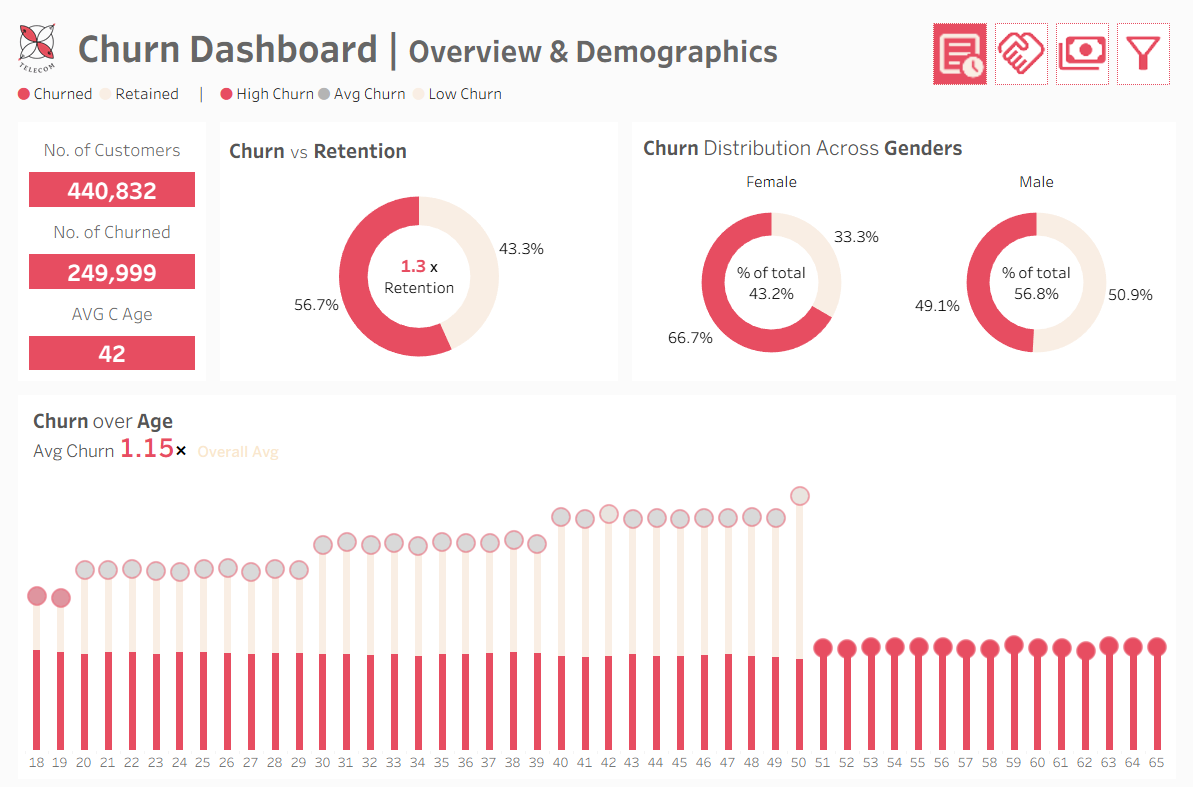 TELECOM
Churn Dashboard | Overview & Demographics
Churned Retained | High Churn Avg Churn Low Churn
No. of Customers
440,832
No. of Churned
249,999
AVG C Age
42
Churn vs Retention
43.3%
1.3 x
Retention
56.7%
Churn Distribution Across Genders
Female
33.3%
% of total
43.2%
66.7%
Male
% of total
56.8%
50.9%
49.1%
Churn over Age
Avg Churn 1.15× Overall Avg
18 19 20 21 22 23 24 25 26 27 28 29 30 31 32 33 34 35 36 37 38 39 40 41 42 43 44 45 46 47 48 49 50 51 52 53 54 55 56 57 58 59 60 61 62 63 64 65